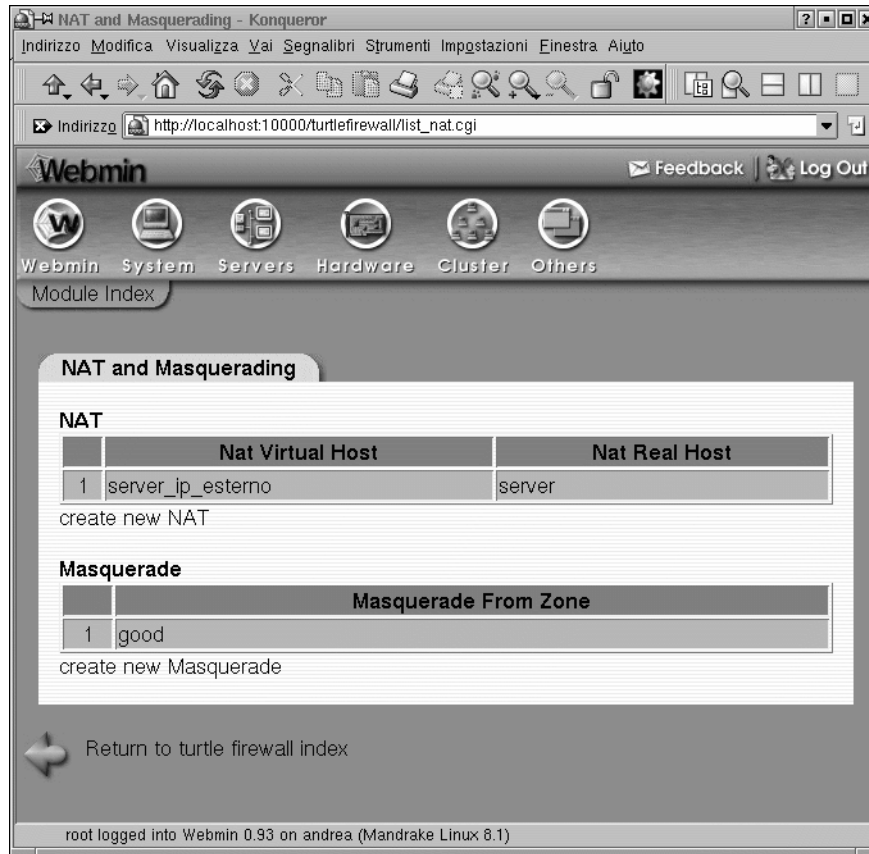 NAT and Masquerading - Konqueror
Indirizzo Modifica Visualizza Vai Segnalibri Strumenti Impostazioni Finestra Aiuto
Indirizzo http://localhost:10000/turtlefirewall/list_nat.cgi
Webmin Feedback Log Out
Webmin System Servers Hardware Cluster Others
Module Index
NAT and Masquerading
NAT
Nat Virtual Host Nat Real Host
1 server_ip_esterno server
create new NAT
Masquerade
Masquerade From Zone
1 good
create new Masquerade
Return to turtle firewall index
root logged into Webmin 0.93 on andrea (Mandrake Linux 8.1)